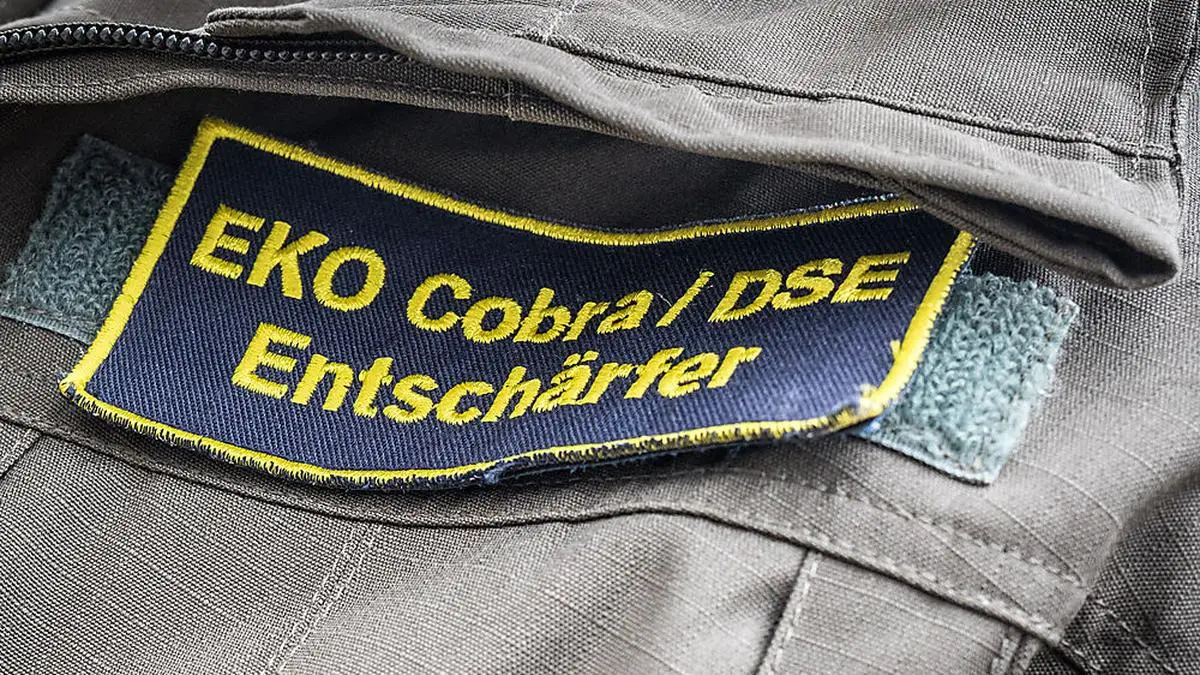 EKO Cobra / DSE
Entschärfer